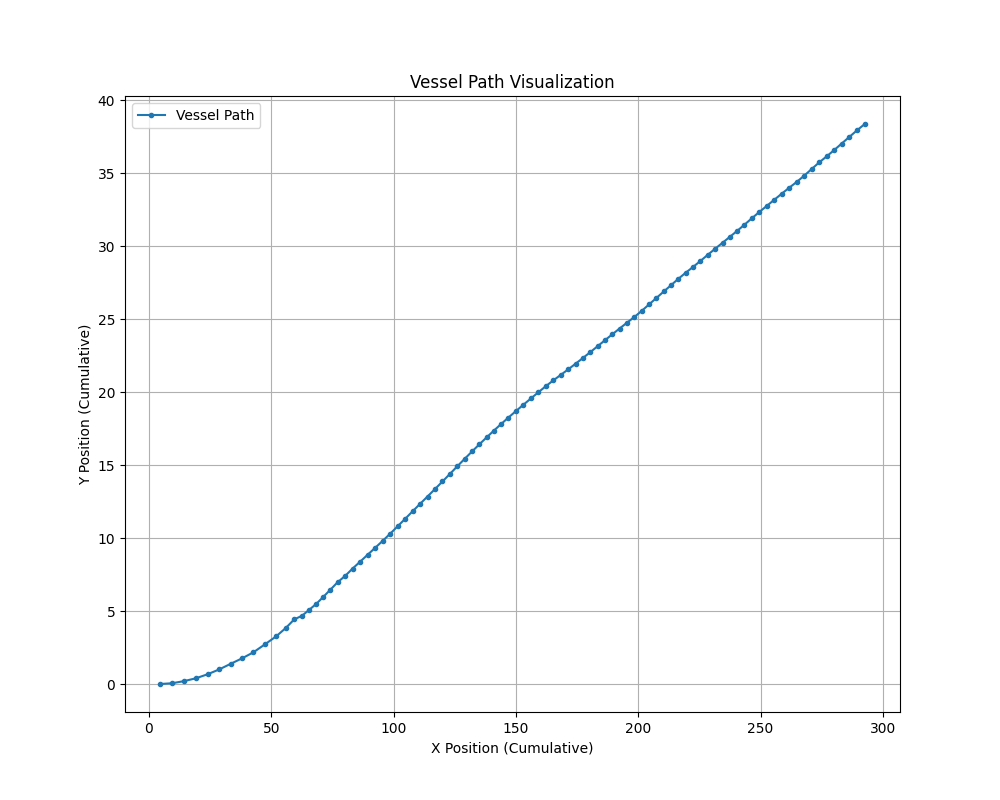 Vessel Path Visualization
Vessel Path
Y Position (Cumulative)
40
35
30
25
20
15
10
5
0
0 50 100 150 200 250 300
X Position (Cumulative)